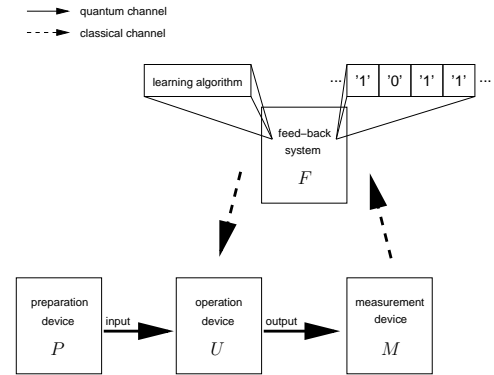 quantum channel
classical channel
learning algorithm
... '1' '0' '1' '1' ...
feed−back
system
F
preparation
device
P
input
operation
device
U
output
measurement
device
M